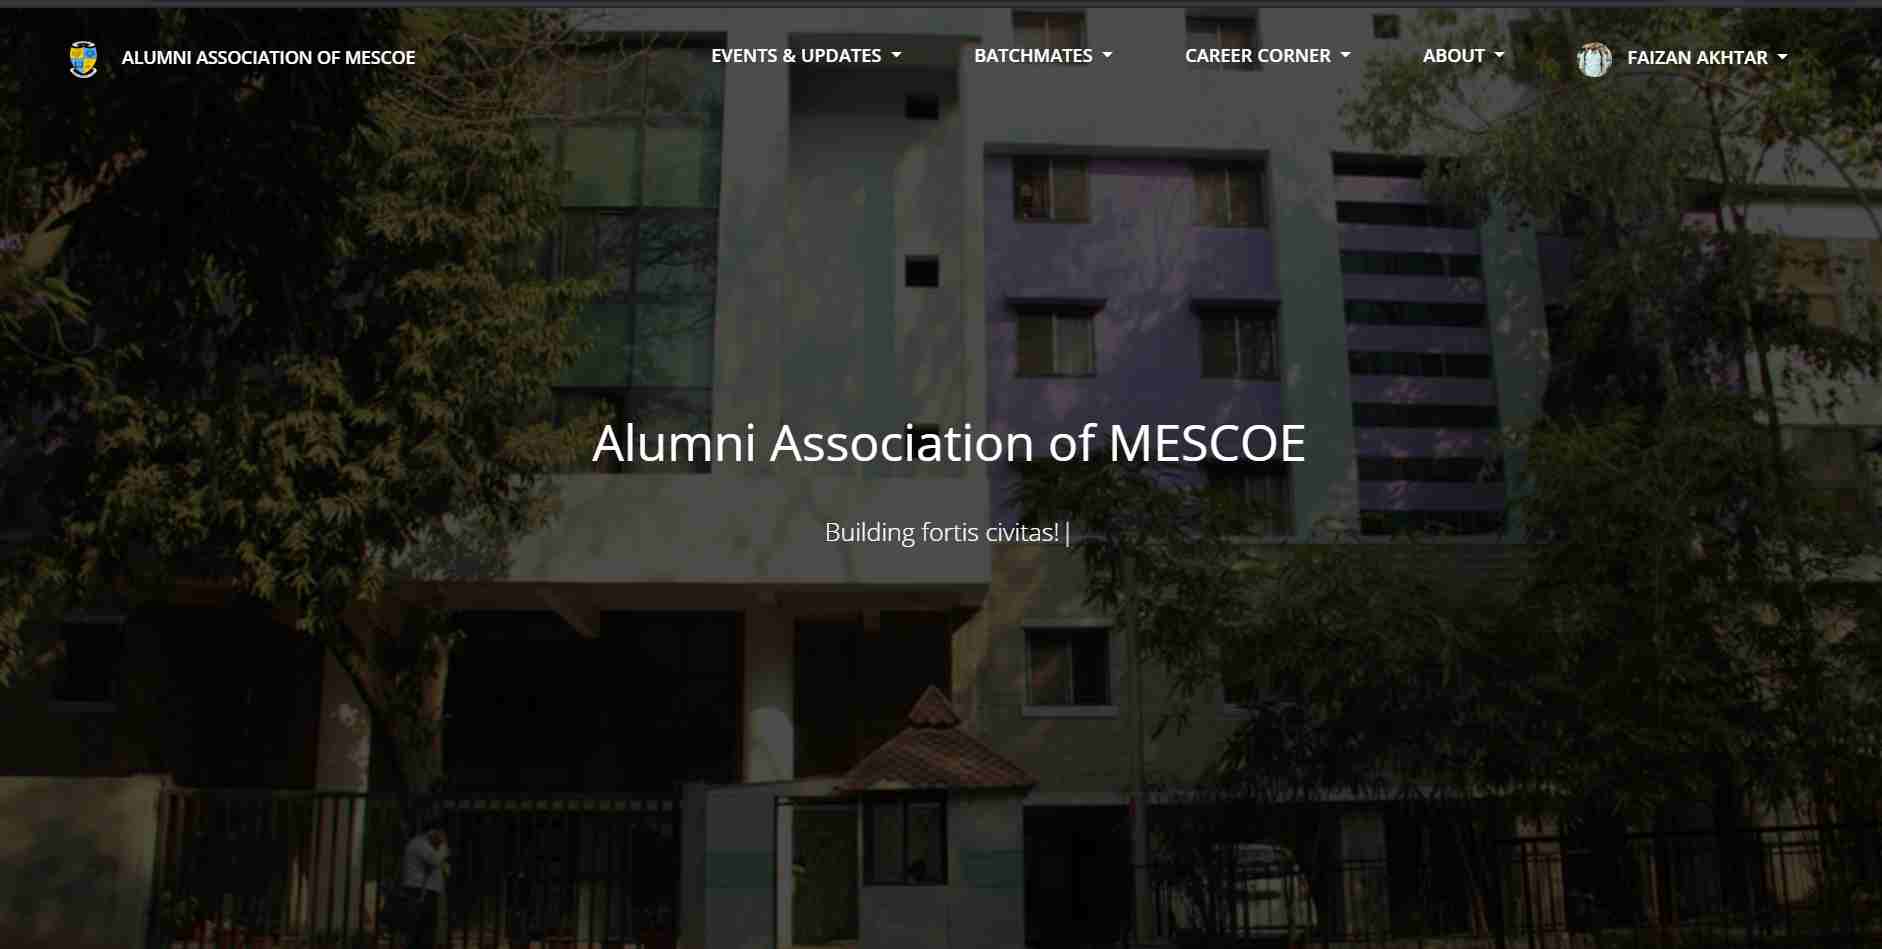 ALUMNI ASSOCIATION OF MESCOE
EVENTS & UPDATES
BATCHMATES
CAREER CORNER
ABOUT
FAIZAN AKHTAR
Alumni Association of MESCOE
Building fortis civitas!|